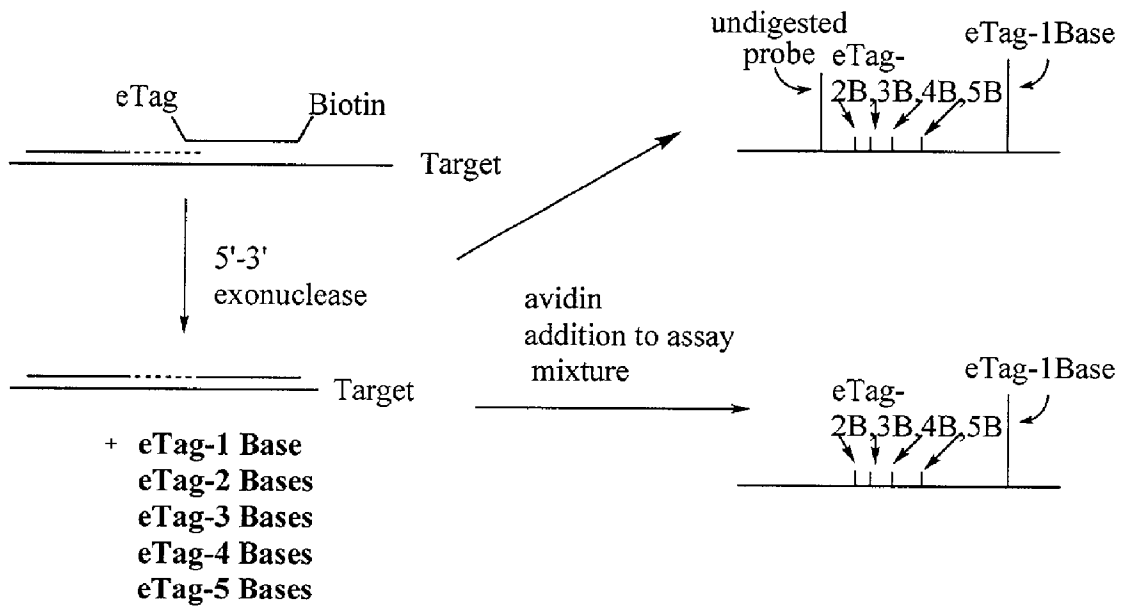 eTag
Biotin
Target
5'-3'
exonuclease
Target
+ eTag-1 Base
eTag-2 Bases
eTag-3 Bases
eTag-4 Bases
eTag-5 Bases
avidin
addition to assay
mixture
undigested
probe
eTag-
2B,3B,4B,5B
eTag-1Base
eTag-
2B,3B,4B,5B
eTag-1Base